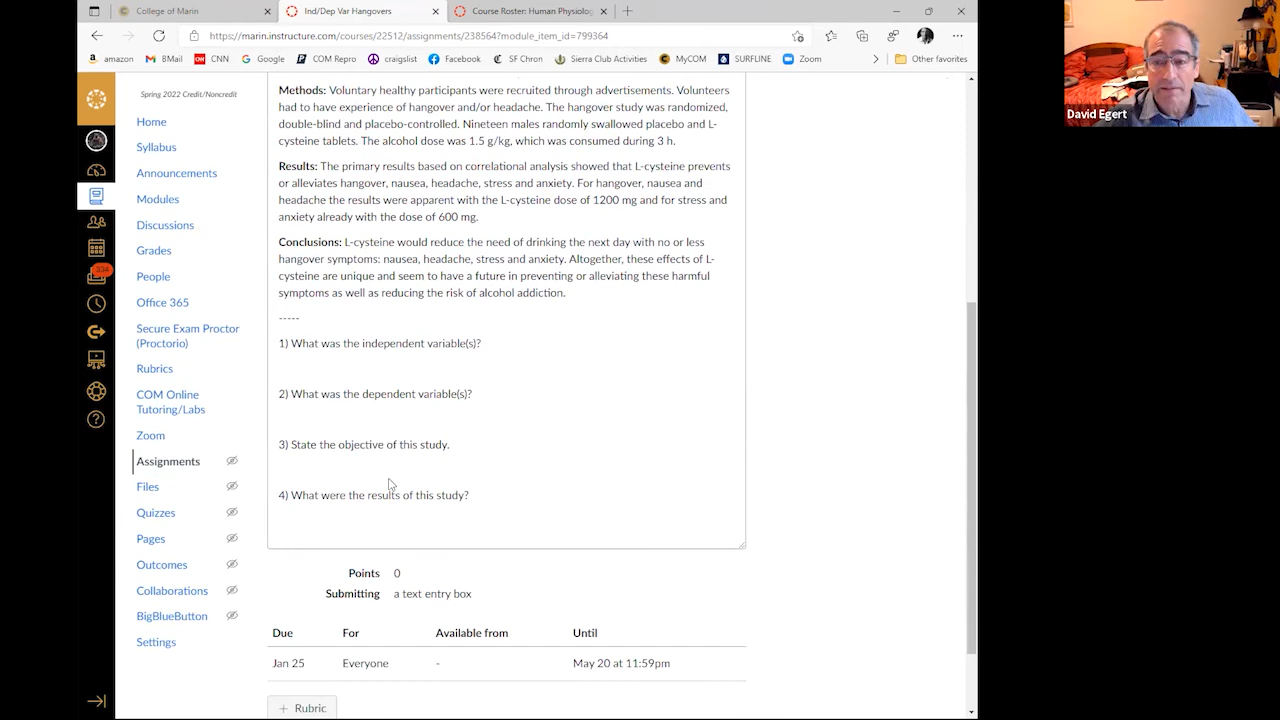 College of Marin
Ind/Dep Var Hangovers
Course Roster: Human Physiolog
https://marin.instructure.com/courses/22512/assignments/238564?module_item_id=799364
amazon
BMail
CNN
Google
COM Repro
craigslist
Facebook
SF Chron
Sierra Club Activities
MyCOM
SURFLINE
Zoom
Other favorites
David Egert
Spring 2022 Credit/Noncredit
Home
Syllabus
Announcements
Modules
Discussions
Grades
People
Office 365
Secure Exam Proctor
(Proctorio)
Rubrics
COM Online
Tutoring/Labs
Zoom
Assignments
Files
Quizzes
Pages
Outcomes
Collaborations
BigBlueButton
Settings
Methods: Voluntary healthy participants were recruited through advertisements. Volunteers
had to have experience of hangover and/or headache. The hangover study was randomized,
double-blind and placebo-controlled. Nineteen males randomly swallowed placebo and L-
cysteine tablets. The alcohol dose was 1.5 g/kg, which was consumed during 3 h.
Results: The primary results based on correlational analysis showed that L-cysteine prevents
or alleviates hangover, nausea, headache, stress and anxiety. For hangover, nausea and
headache the results were apparent with the L-cysteine dose of 1200 mg and for stress and
anxiety already with the dose of 600 mg.
Conclusions: L-cysteine would reduce the need of drinking the next day with no or less
hangover symptoms: nausea, headache, stress and anxiety. Altogether, these effects of L-
cysteine are unique and seem to have a future in preventing or alleviating these harmful
symptoms as well as reducing the risk of alcohol addiction.
-----
1) What was the independent variable(s)?
2) What was the dependent variable(s)?
3) State the objective of this study.
4) What were the results of this study?
Points 0
Submitting a text entry box
Due For Available from Until
Jan 25 Everyone - May 20 at 11:59pm
+ Rubric